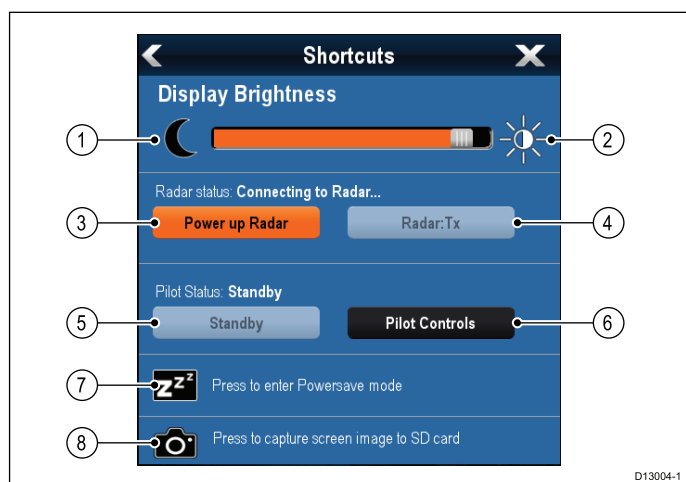 Shortcuts
Display Brightness
1
2
Radar status: Connecting to Radar...
3
Power up Radar
Radar:Tx
4
Pilot Status: Standby
5
Standby
Pilot Controls
6
7
zzz
Press to enter Powersave mode
8
Press to capture screen image to SD card
D13004-1